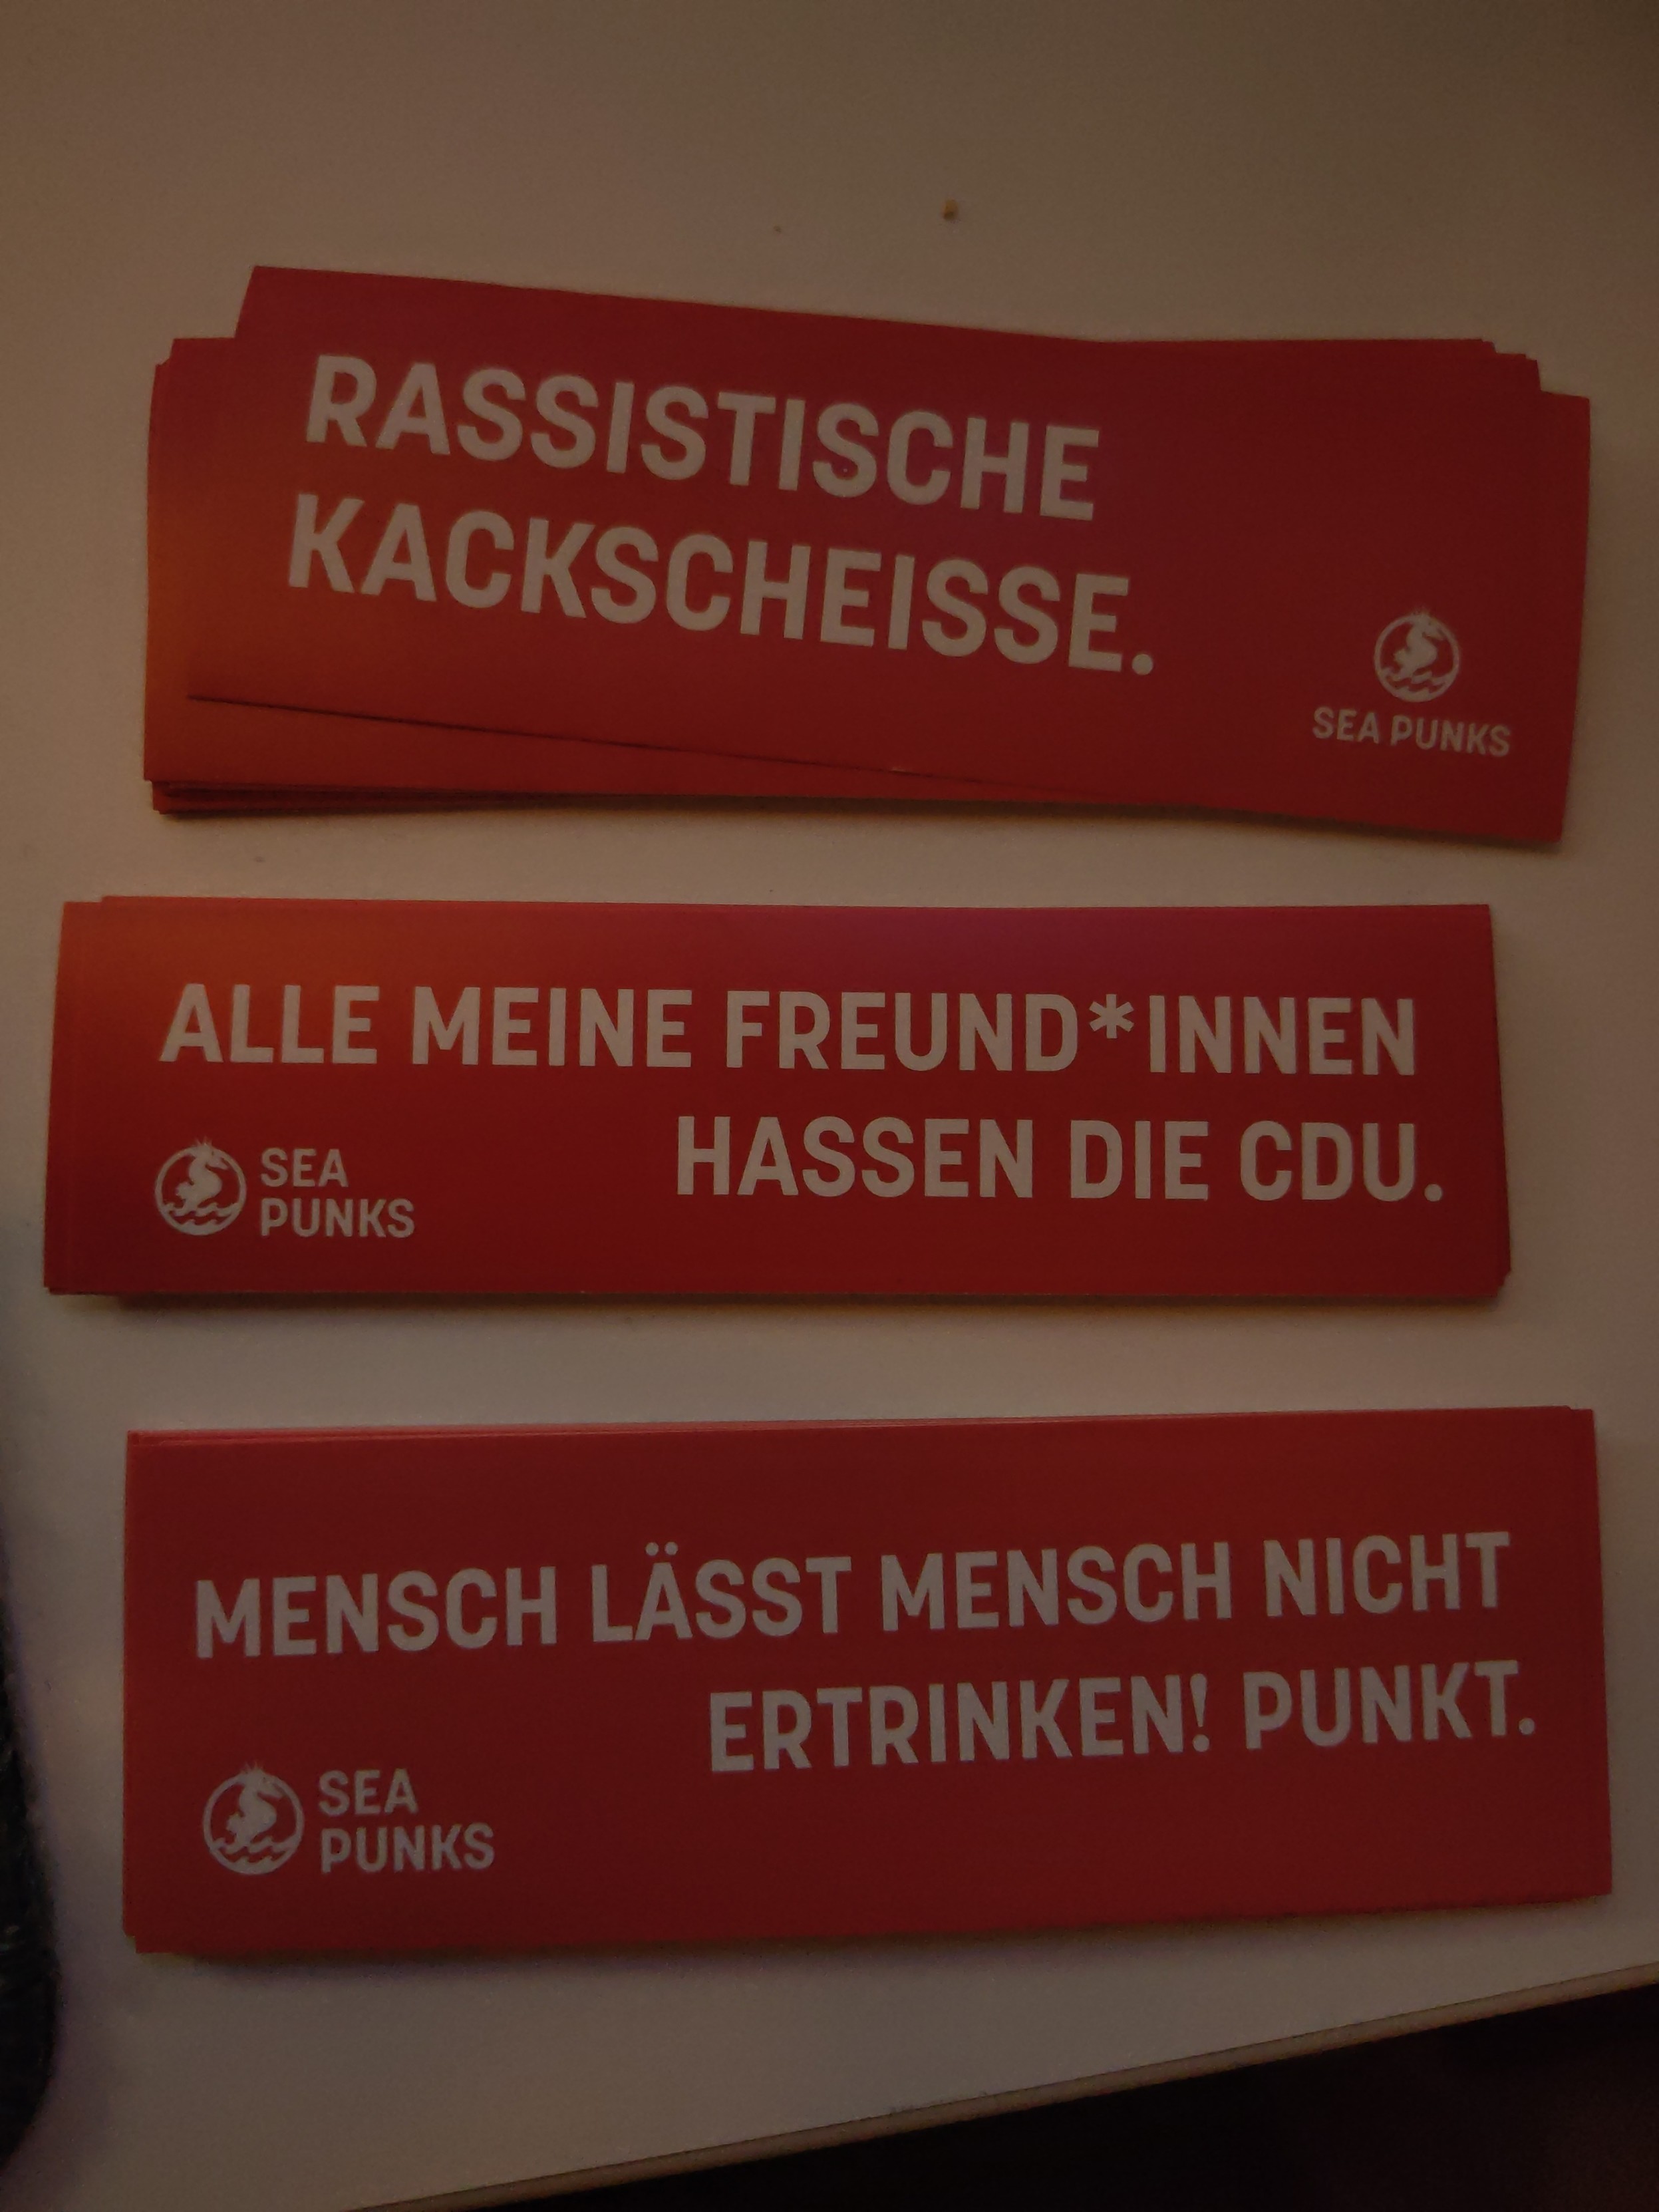 RASSISTISCHE
KACKSCHEISSE.
SEA PUNKS
ALLE MEINE FREUND*INNEN
HASSEN DIE CDU.
SEA
PUNKS
MENSCH LÄSST MENSCH NICHT
ERTRINKEN! PUNKT.
SEA
PUNKS